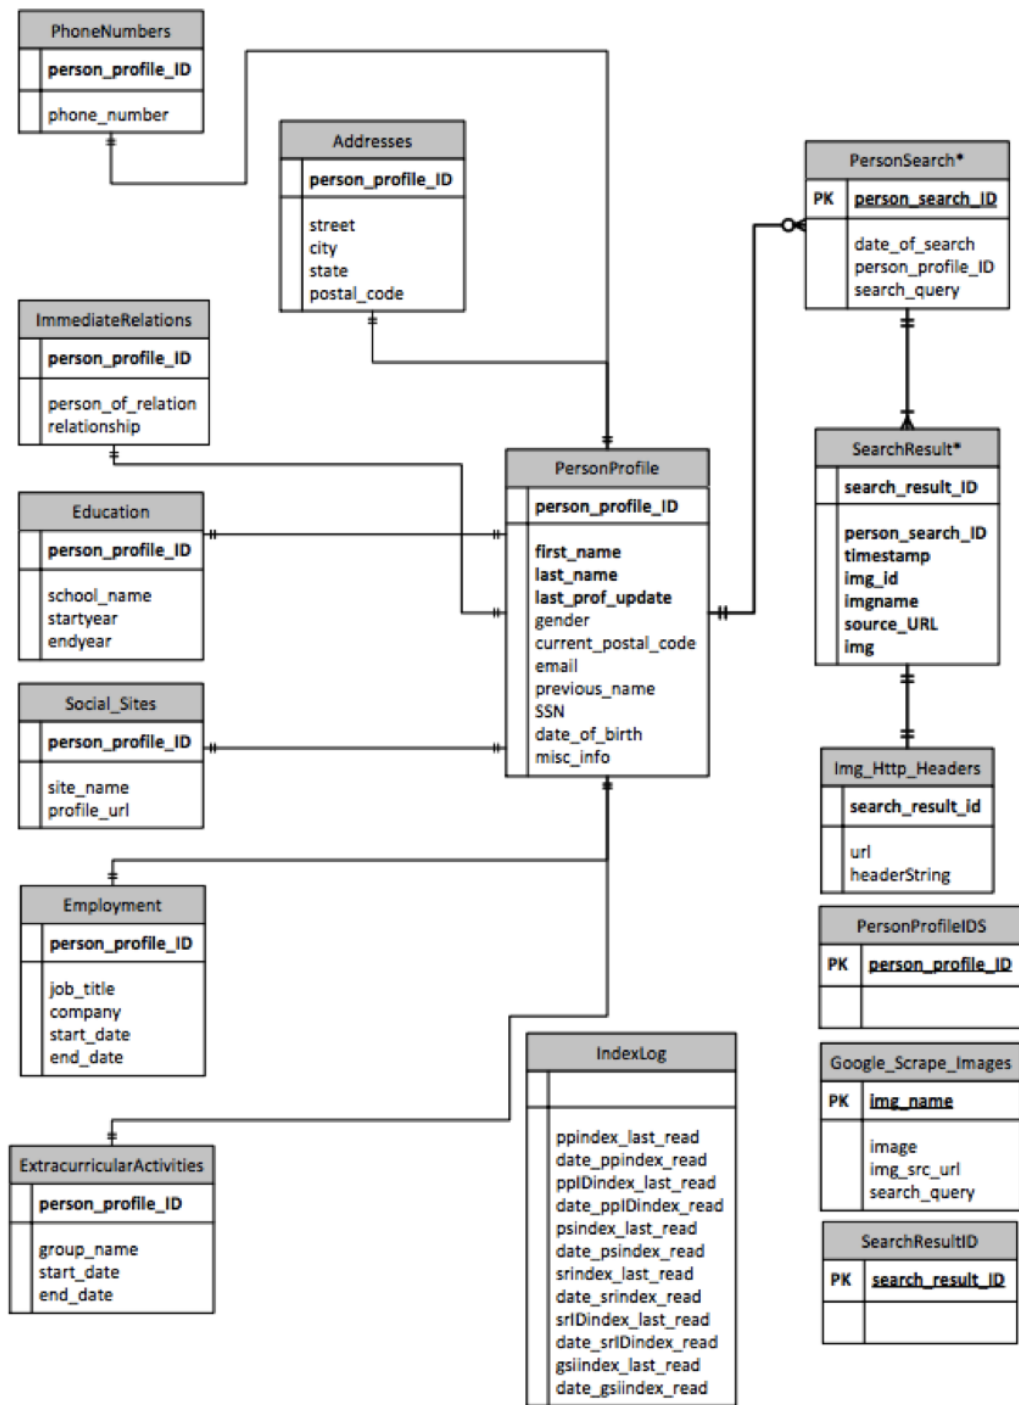 PhoneNumbers
person_profile_ID
phone_number
Addresses
person_profile_ID
street
city
state
postal_code
PersonSearch*
PK person_search_ID
date_of_search
person_profile_ID
search_query
ImmediateRelations
person_profile_ID
person_of_relation
relationship
SearchResult*
search_result_ID
person_search_ID
timestamp
img_id
imgname
source_URL
img
PersonProfile
person_profile_ID
first_name
last_name
last_prof_update
gender
current_postal_code
email
previous_name
SSN
date_of_birth
misc_info
Education
person_profile_ID
school_name
startyear
endyear
Social_Sites
person_profile_ID
site_name
profile_url
Img_Http_Headers
search_result_id
url
headerString
Employment
person_profile_ID
job_title
company
start_date
end_date
PersonProfileIDS
PK person_profile_ID
IndexLog
ppindex_last_read
date_ppindex_read
ppIDindex_last_read
date_ppIDindex_read
psindex_last_read
date_psindex_read
srindex_last_read
date_srindex_read
srIDindex_last_read
date_srIDindex_read
gsiindex_last_read
date_gsiindex_read
Google_Scrape_Images
PK img_name
image
img_src_url
search_query
ExtracurricularActivities
person_profile_ID
group_name
start_date
end_date
SearchResultID
PK search_result_ID